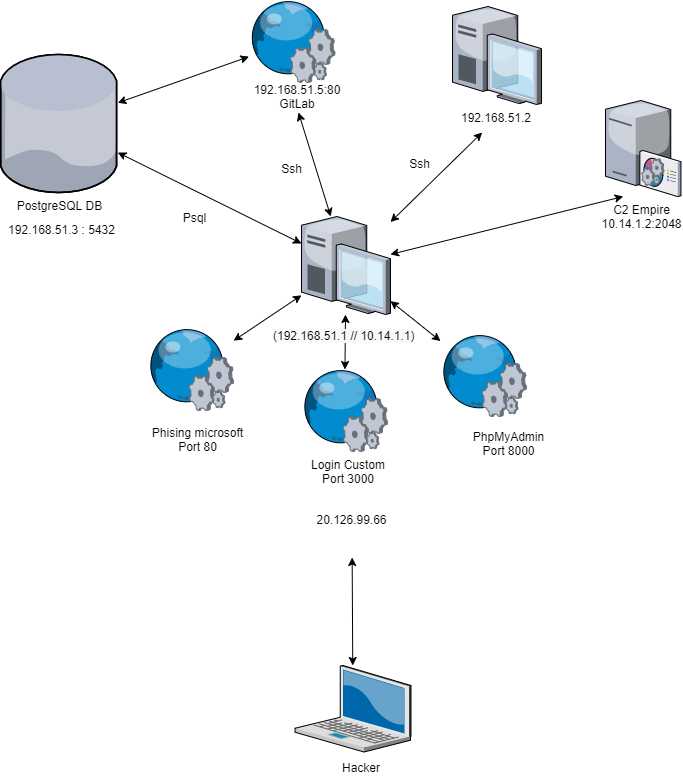 192.168.51.5:80
GitLab
192.168.51.2
Ssh
Ssh
PostgreSQL DB
192.168.51.3 : 5432
Psql
C2 Empire
10.14.1.2:2048
(192.168.51.1 // 10.14.1.1)
Phising microsoft
Port 80
Login Custom
Port 3000
PhpMyAdmin
Port 8000
20.126.99.66
Hacker